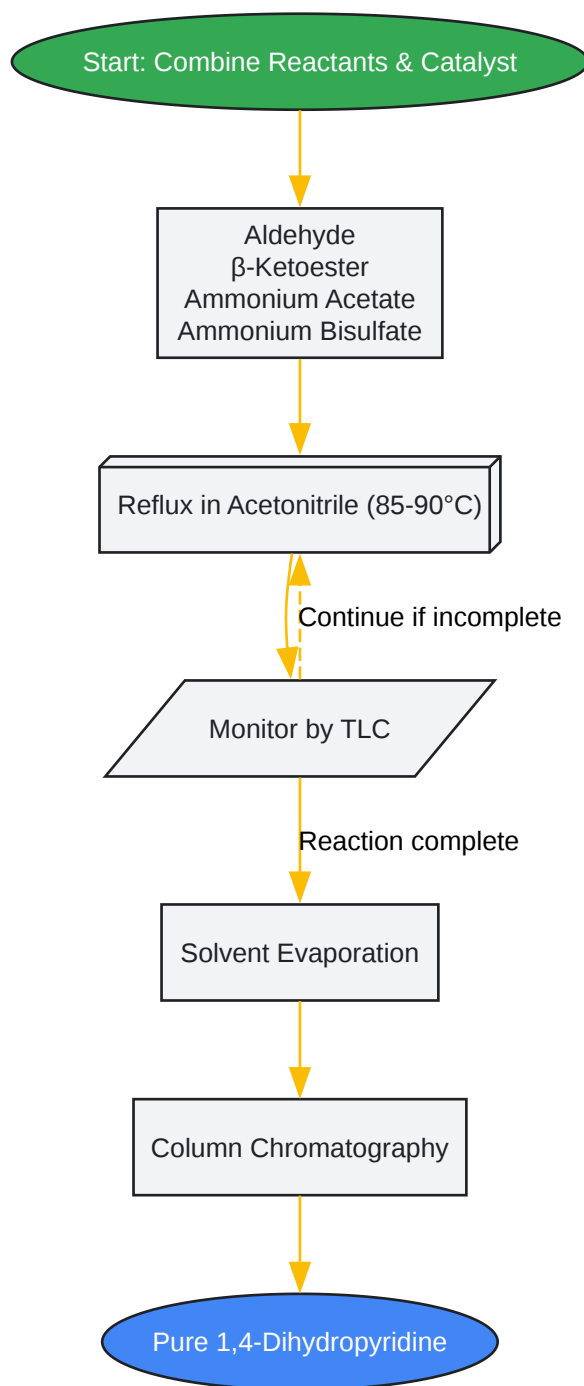 Start: Combine Reactants & Catalyst
Aldehyde
β-Ketoester
Ammonium Acetate
Ammonium Bisulfate
Reflux in Acetonitrile (85-90°C)
Continue if incomplete
Monitor by TLC
Reaction complete
Solvent Evaporation
Column Chromatography
Pure 1,4-Dihydropyridine